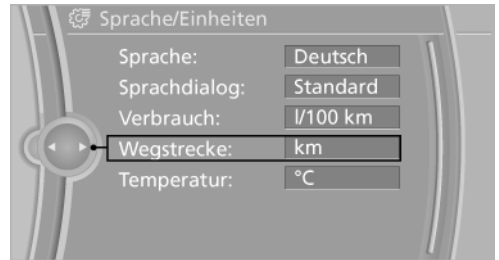 Sprache/Einheiten
Sprache: Deutsch
Sprachdialog: Standard
Verbrauch: l/100 km
Wegstrecke: km
Temperatur: °C